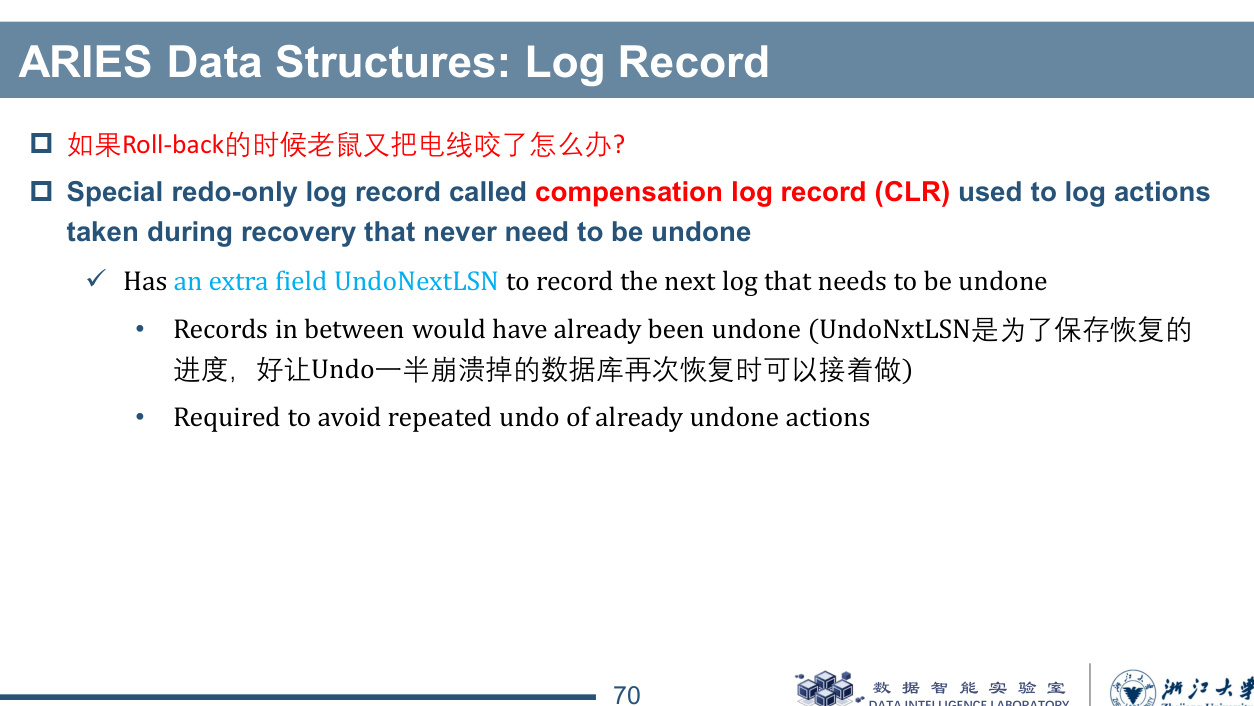 ARIES Data Structures: Log Record
如果Roll-back的时候老鼠又把电线咬了怎么办?
Special redo-only log record called compensation log record (CLR) used to log actions
taken during recovery that never need to be undone
Has an extra field UndoNextLSN to record the next log that needs to be undone
Records in between would have already been undone (UndoNxtLSN是为了保存恢复的
进度，好让Undo一半崩溃掉的数据库再次恢复时可以接着做)
Required to avoid repeated undo of already undone actions
70
数据智能实验室
DATA INTELLIGENCE LABORATORY
浙江大学